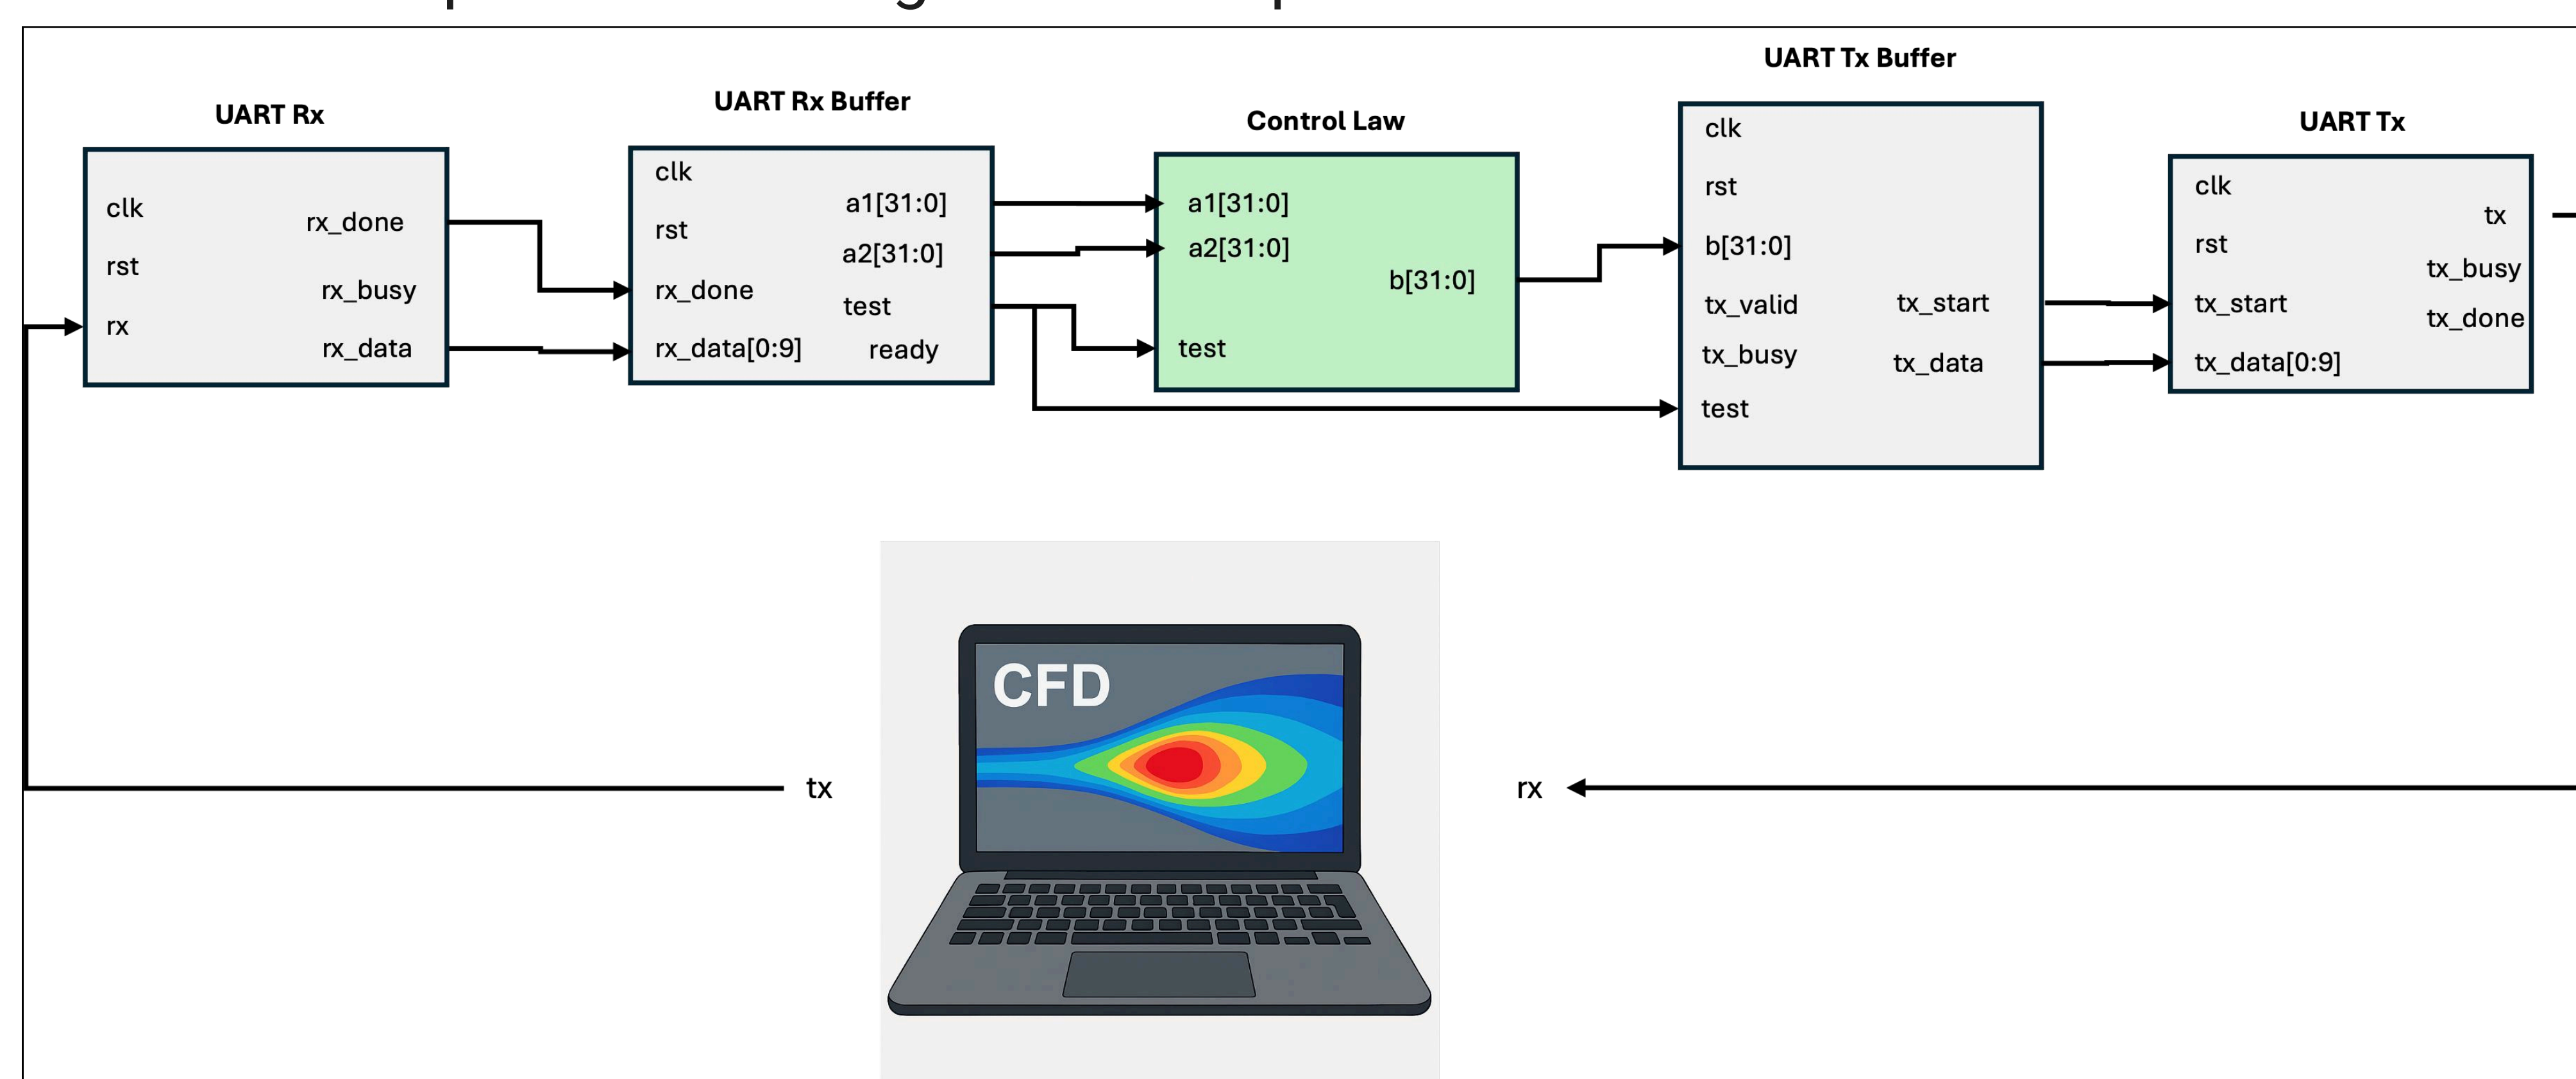 UART Rx
clk
rst
rx
rx_done
rx_busy
rx_data
UART Rx Buffer
clk
rst
rx_done
rx_data[0:9]
a1[31:0]
a2[31:0]
test
ready
Control Law
a1[31:0]
a2[31:0]
test
b[31:0]
UART Tx Buffer
clk
rst
b[31:0]
tx_valid
tx_busy
test
tx_start
tx_data
UART Tx
clk
rst
tx_start
tx_data[0:9]
tx
tx_busy
tx_done
tx
CFD
rx